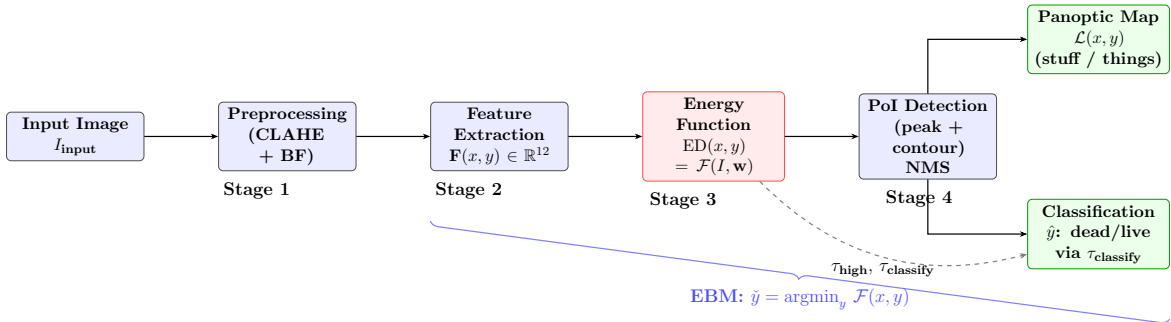 Input Image
I_input
Preprocessing
(CLAHE
+ BF)
Stage 1
Feature
Extraction
F(x, y) ∈ ℝ¹²
Stage 2
Energy
Function
ED(x, y)
= ℱ(I, w)
Stage 3
PoI Detection
(peak +
contour)
NMS
Stage 4
Panoptic Map
ℒ(x, y)
(stuff / things)
Classification
ŷ: dead/live
via τ_classify
τ_high, τ_classify
EBM: y̌ = argmin_y ℱ(x, y)